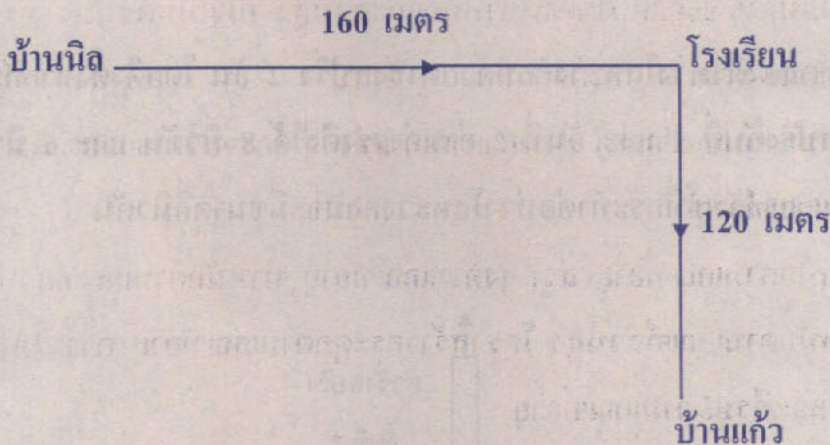 160 เมตร
บ้านนิล
โรงเรียน
120 เมตร
บ้านแก้ว